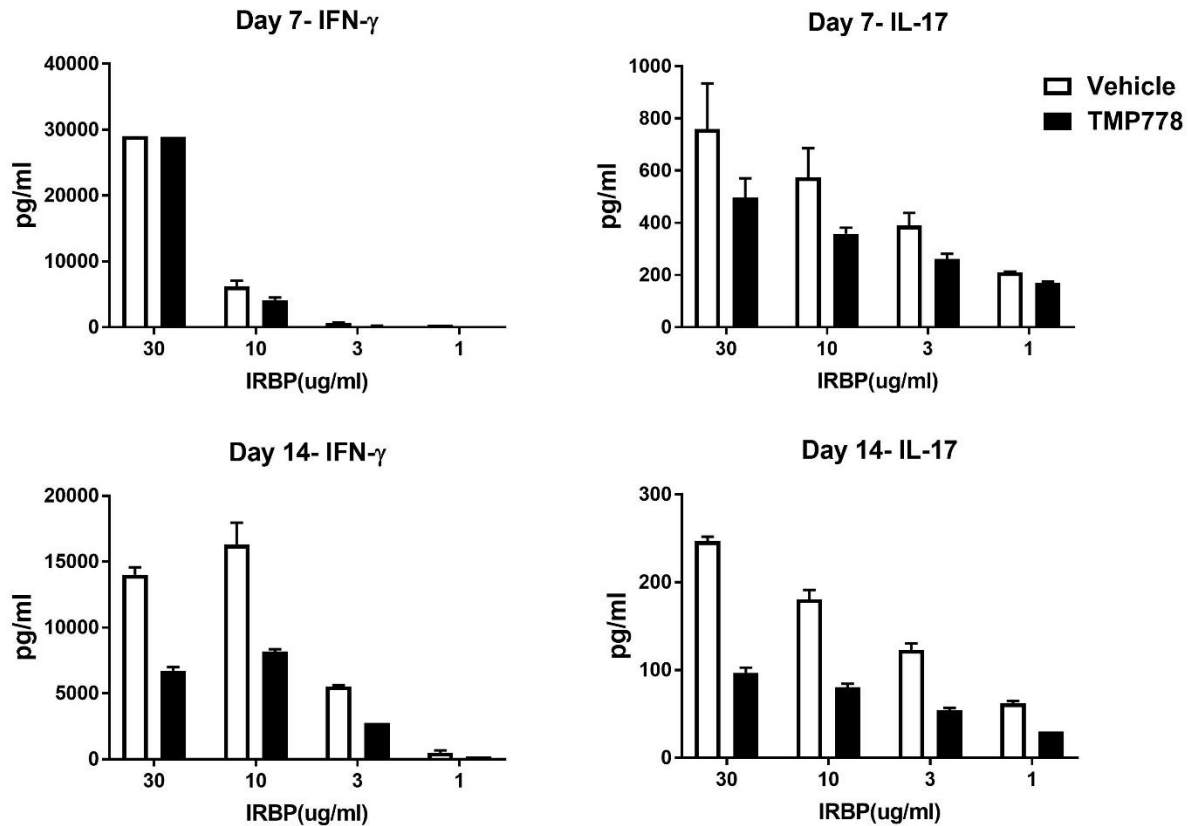 Day 7- IFN-γ
pg/ml
40000
30000
20000
10000
0
30 10 3 1
IRBP(ug/ml)
Day 7- IL-17
pg/ml
1000
800
600
400
200
0
30 10 3 1
IRBP(ug/ml)
Vehicle
TMP778
Day 14- IFN-γ
pg/ml
20000
15000
10000
5000
0
30 10 3 1
IRBP(ug/ml)
Day 14- IL-17
pg/ml
300
200
100
0
30 10 3 1
IRBP(ug/ml)